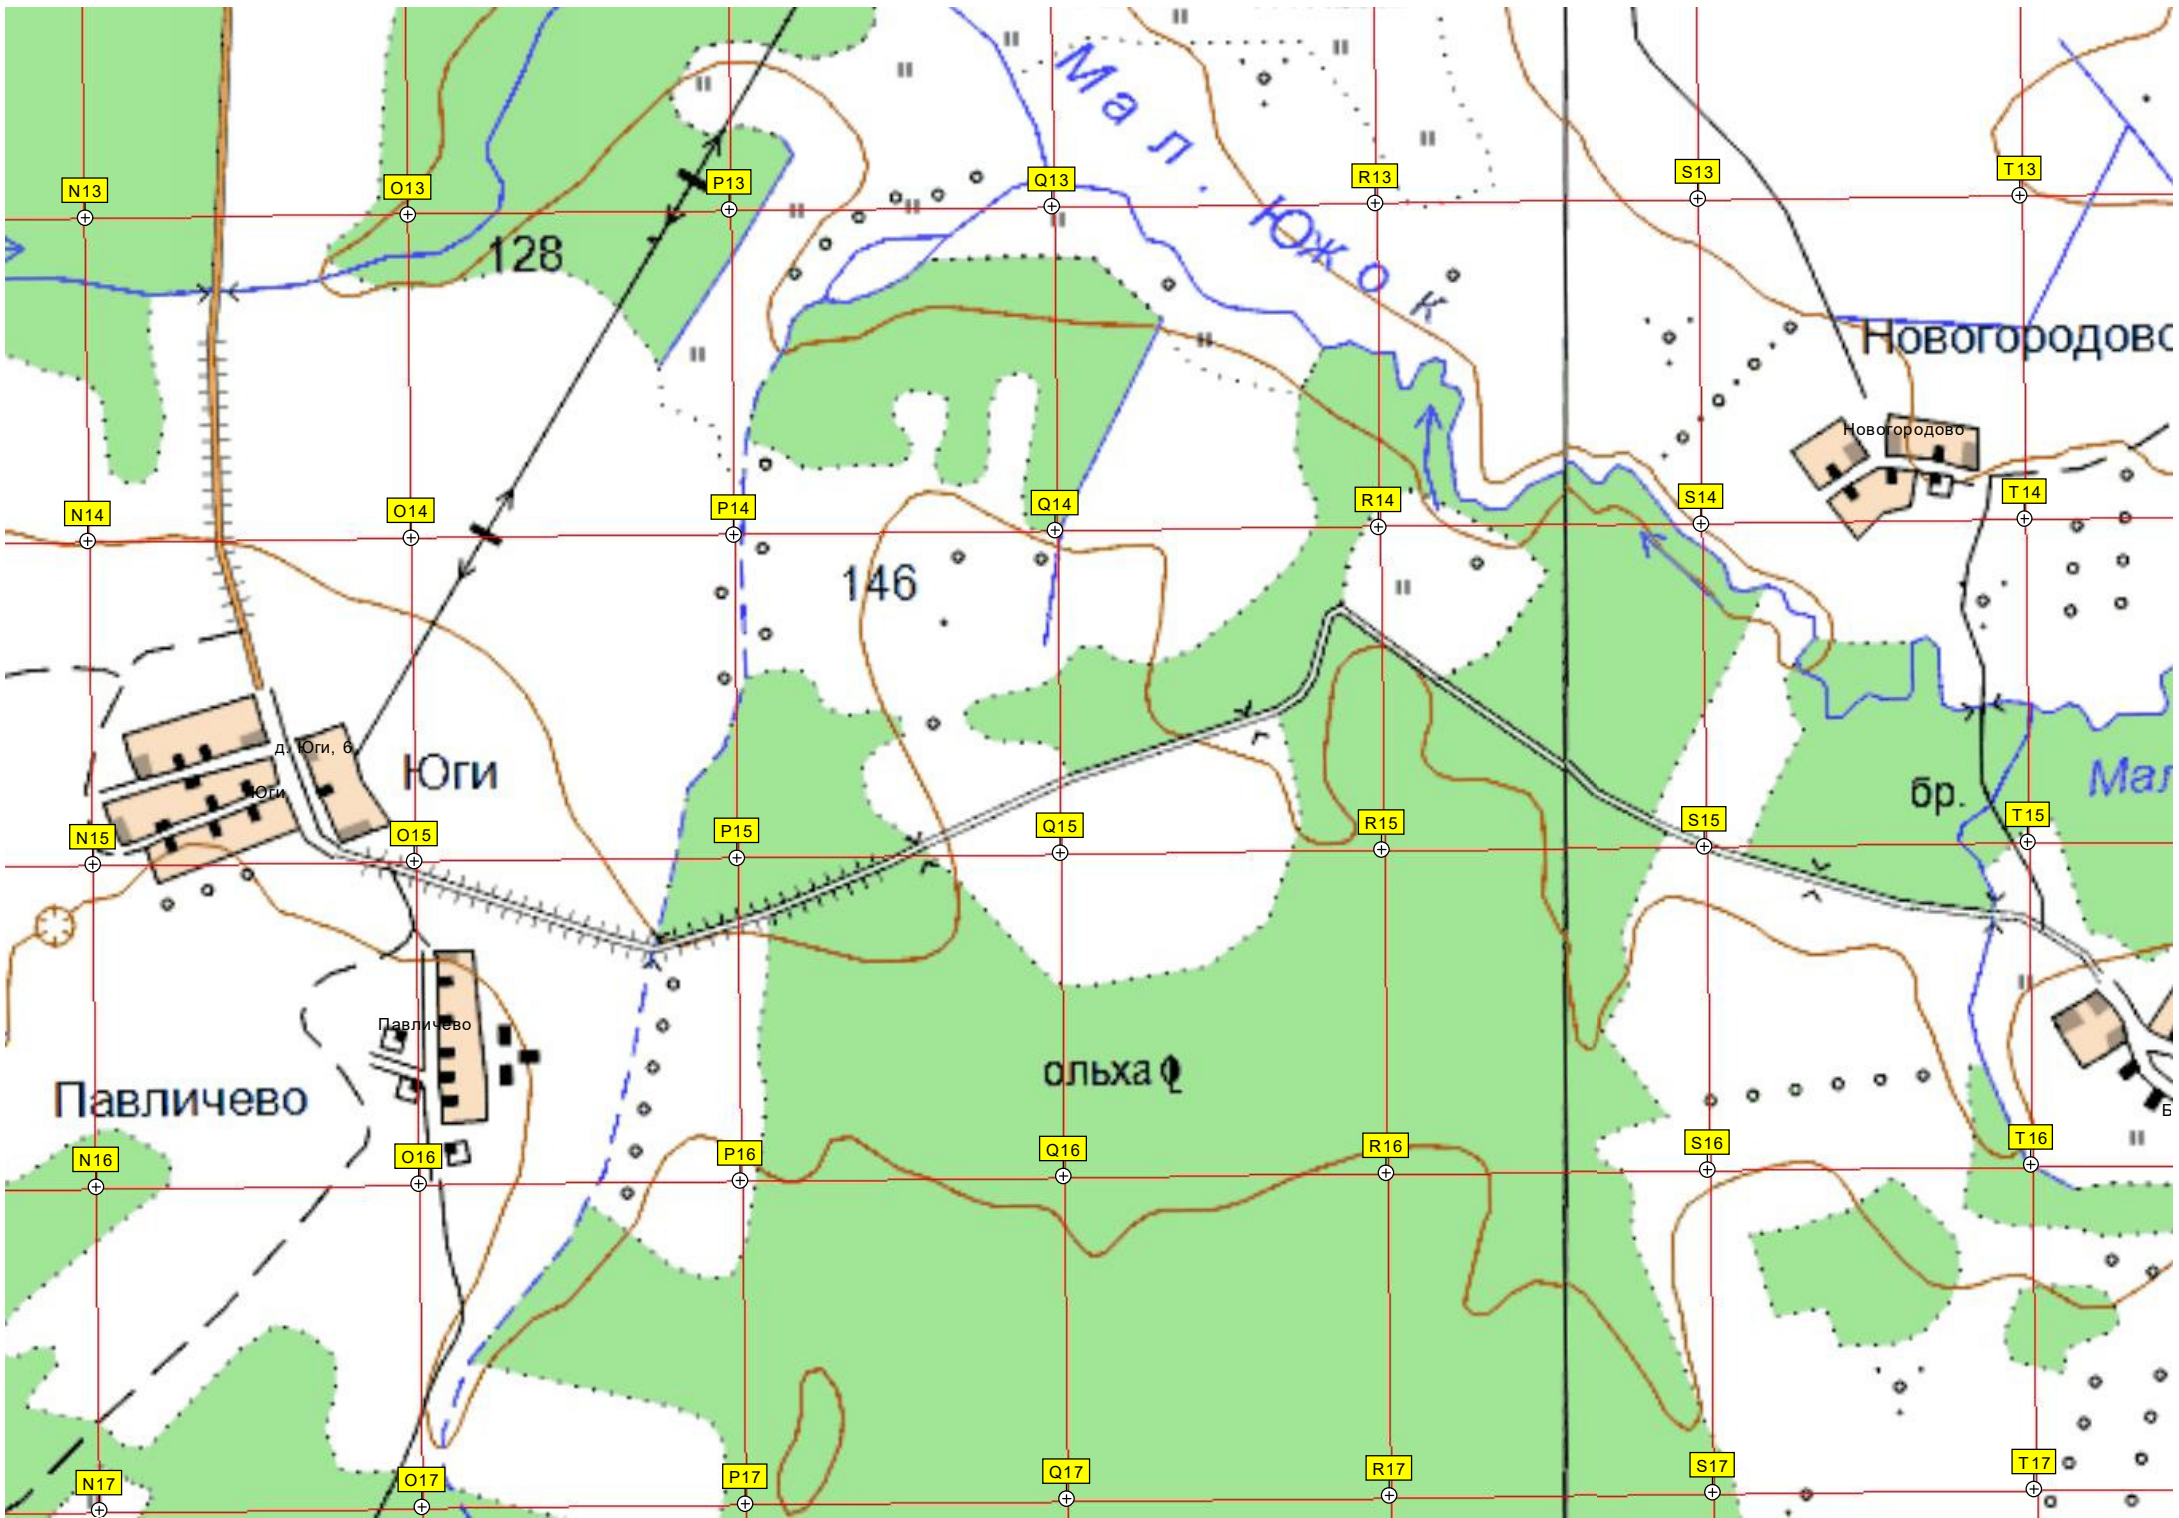 Мал. Южок
N13
O13
P13
Q13
R13
S13
T13
128
Новогородово
Новогородово
N14
O14
P14
Q14
R14
S14
T14
146
д. Юги, 6
Юги
Юги
бр.
Мал
N15
O15
P15
Q15
R15
S15
T15
Павличево
Павличево
ольха
Б
N16
O16
P16
Q16
R16
S16
T16
N17
O17
P17
Q17
R17
S17
T17